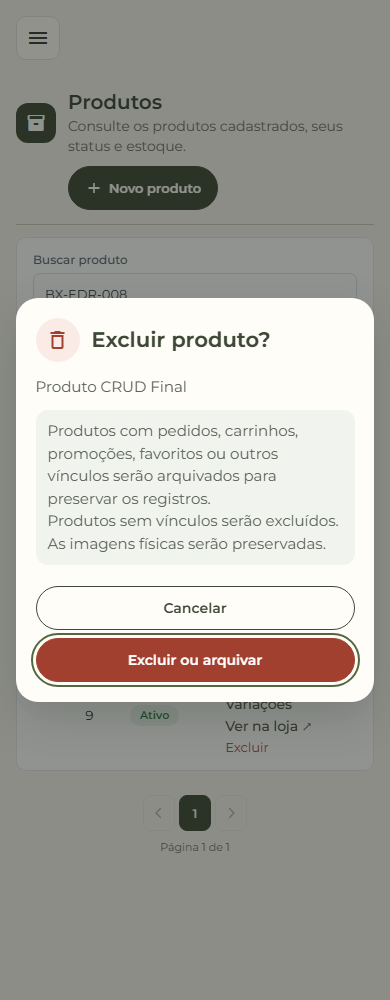 Produtos
Consulte os produtos cadastrados, seus
status e estoque.
+ Novo produto
Buscar produto
BX-EDR-008
Excluir produto?
Produto CRUD Final
Produtos com pedidos, carrinhos,
promoções, favoritos ou outros
vínculos serão arquivados para
preservar os registros.
Produtos sem vínculos serão excluídos.
As imagens físicas serão preservadas.
Cancelar
Excluir ou arquivar
Variações
9 Ativo Ver na loja ↗
Excluir
1
Página 1 de 1